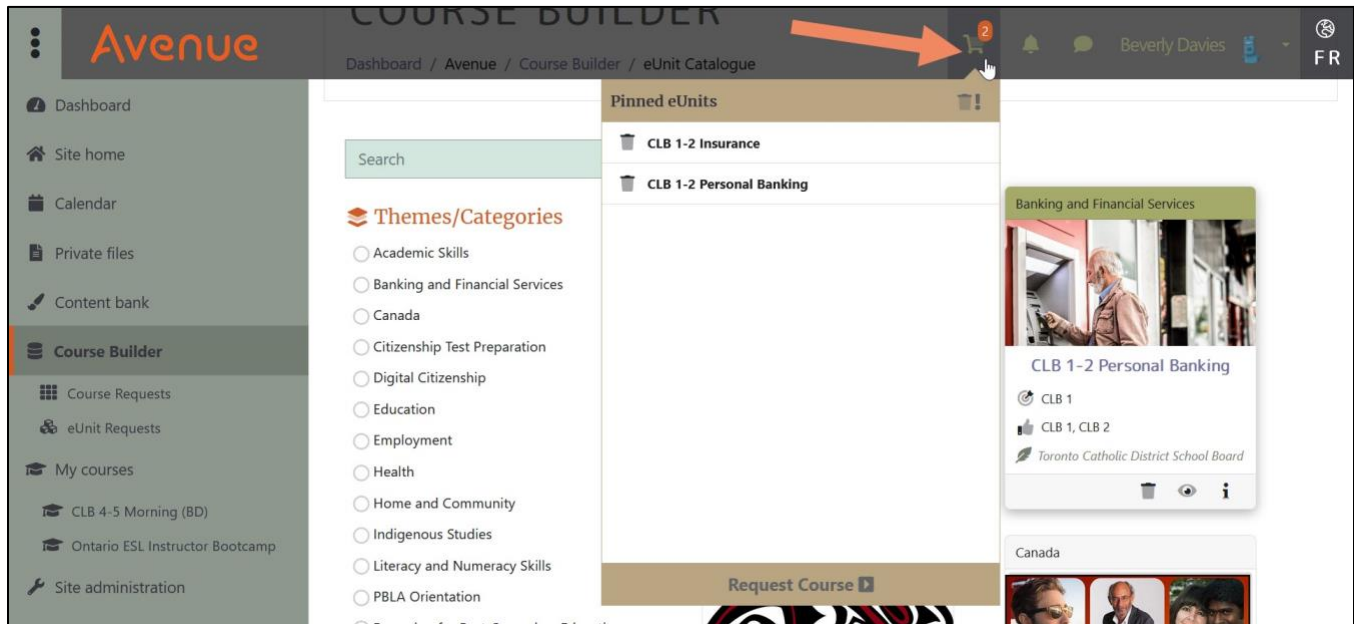 COURSE BUILDER
Avenue
Dashboard / Avenue / Course Builder / eUnit Catalogue
2
Beverly Davies
FR
Dashboard
Site home
Calendar
Private files
Content bank
Course Builder
Course Requests
eUnit Requests
My courses
CLB 4-5 Morning (BD)
Ontario ESL Instructor Bootcamp
Site administration
Search
Themes/Categories
Academic Skills
Banking and Financial Services
Canada
Citizenship Test Preparation
Digital Citizenship
Education
Employment
Health
Home and Community
Indigenous Studies
Literacy and Numeracy Skills
PBLA Orientation
Pinned eUnits
CLB 1-2 Insurance
CLB 1-2 Personal Banking
Request Course
Banking and Financial Services
CLB 1-2 Personal Banking
CLB 1
CLB 1, CLB 2
Toronto Catholic District School Board
Canada